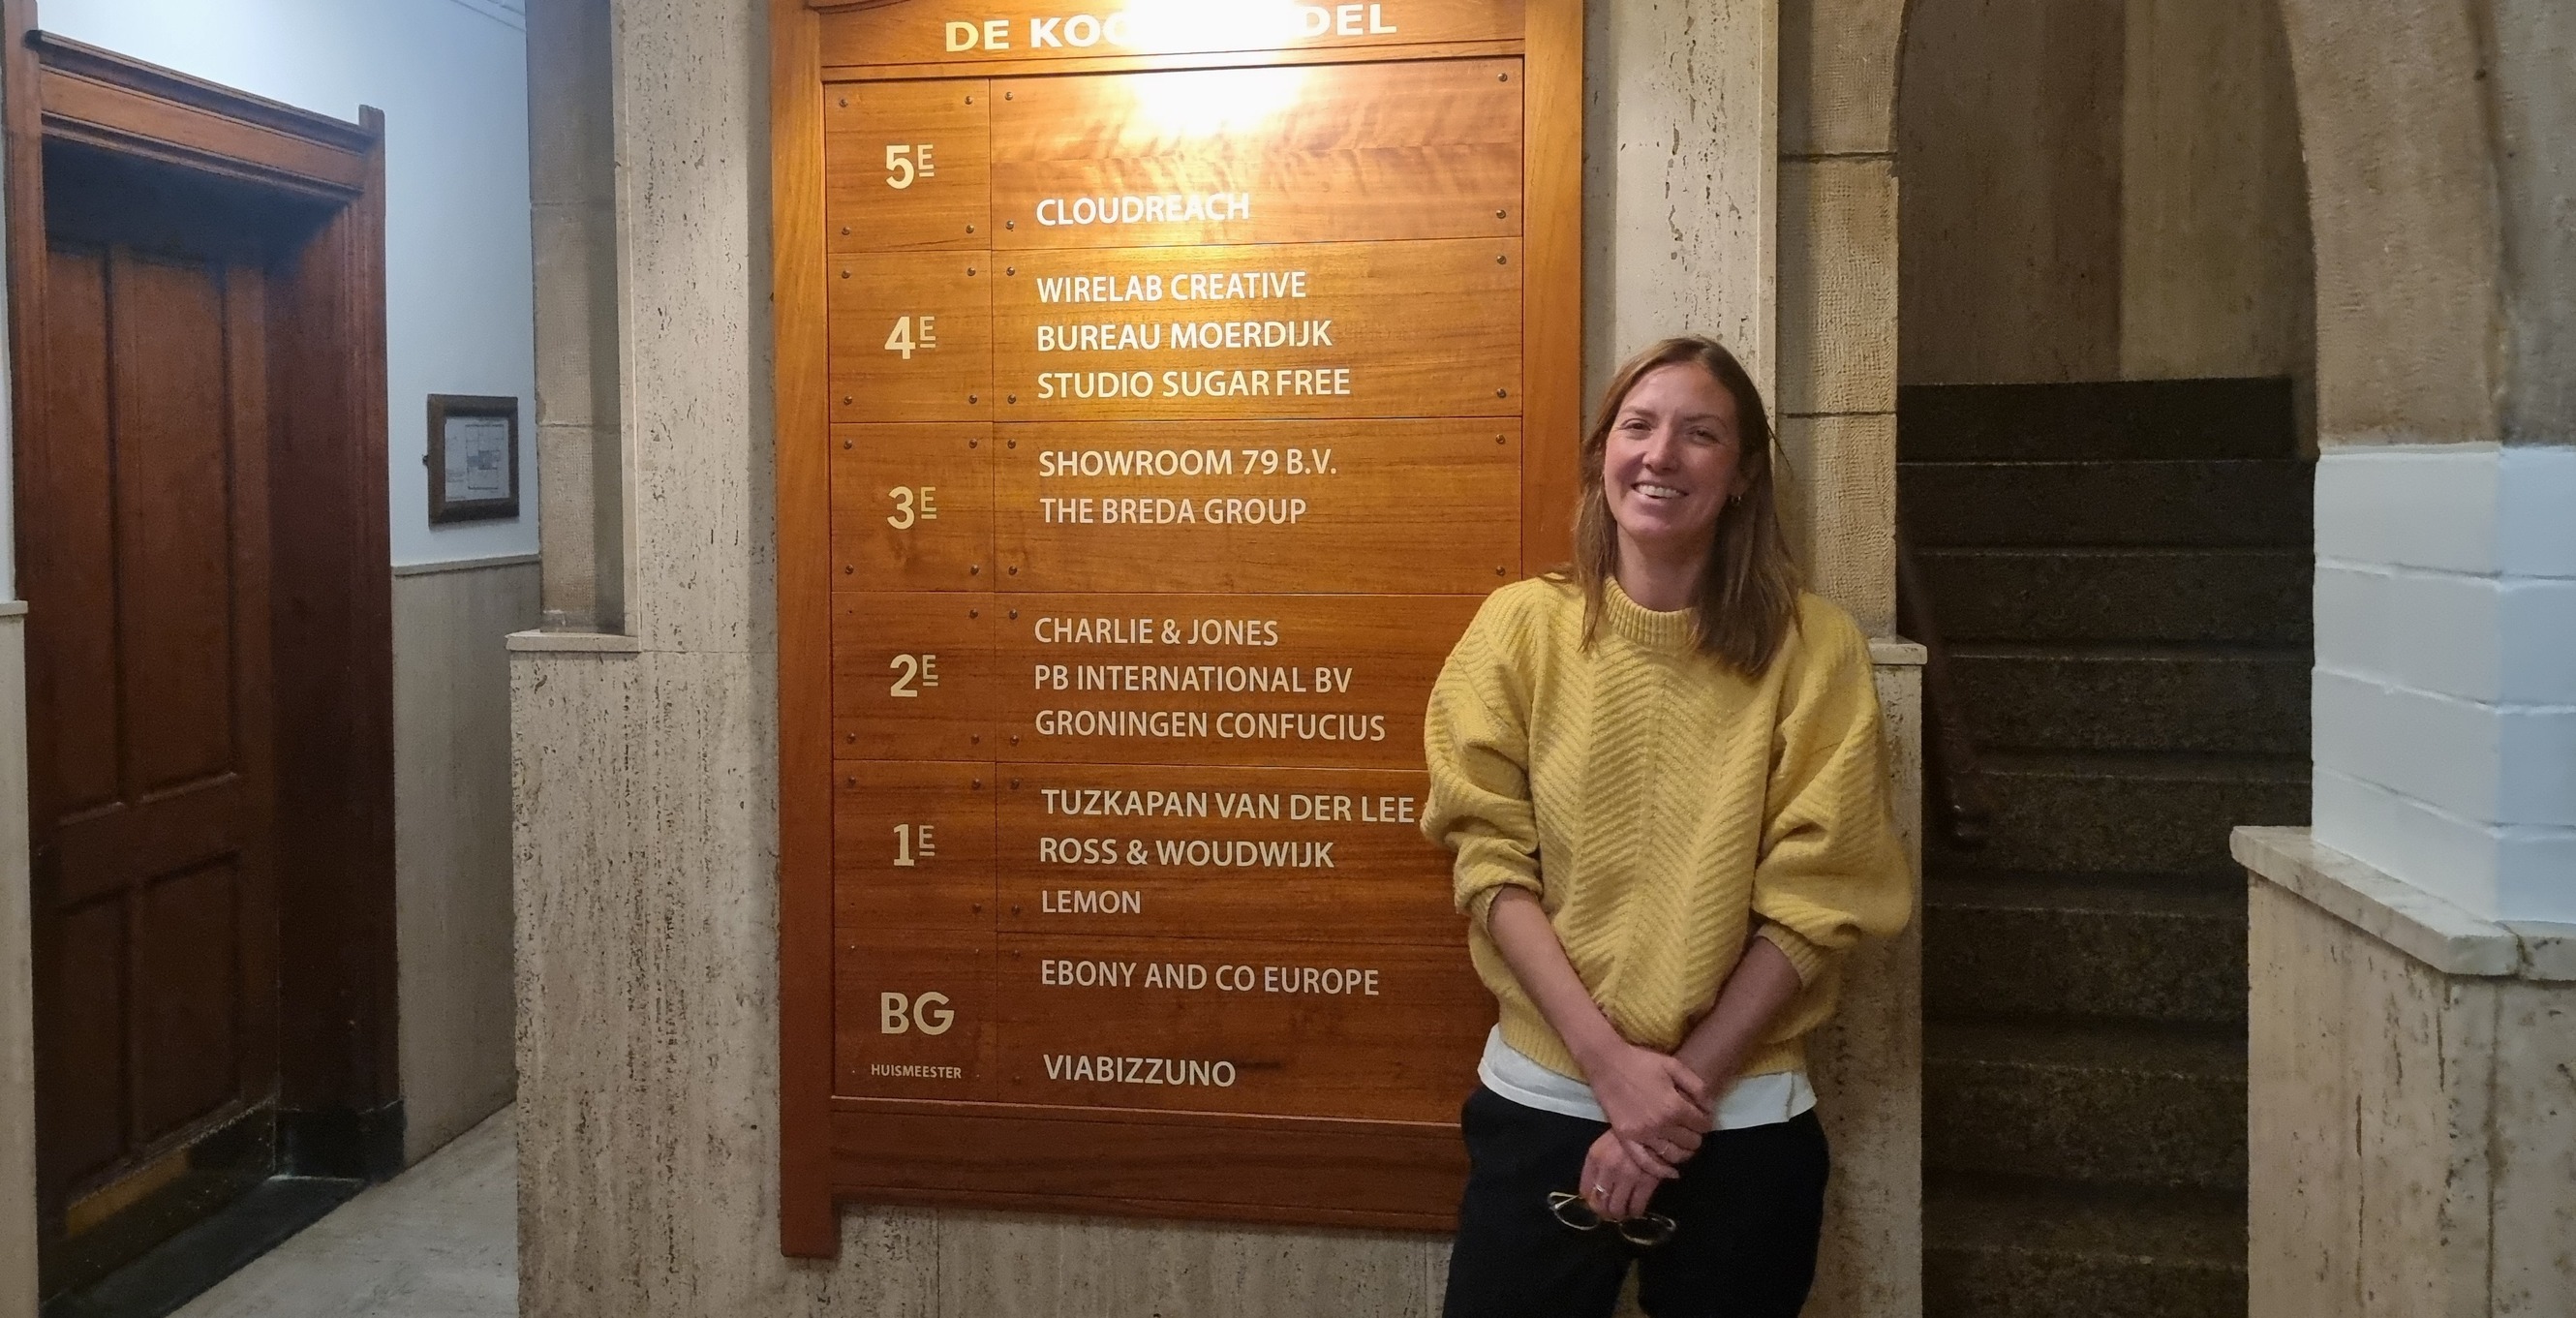 DE
5E
CLOUDREACH
4E
WIRELAB CREATIVE
BUREAU MOERDIJK
STUDIO SUGAR FREE
3E
SHOWROOM 79 B.V.
THE BREDA GROUP
2E
CHARLIE & JONES
PB INTERNATIONAL BV
GRONINGEN CONFUCIUS
1E
TUZKAPAN VAN DER LEE
ROSS & WOUDWIJK
LEMON
BG
HUISMEESTER
EBONY AND CO EUROPE
VIABIZZUNO